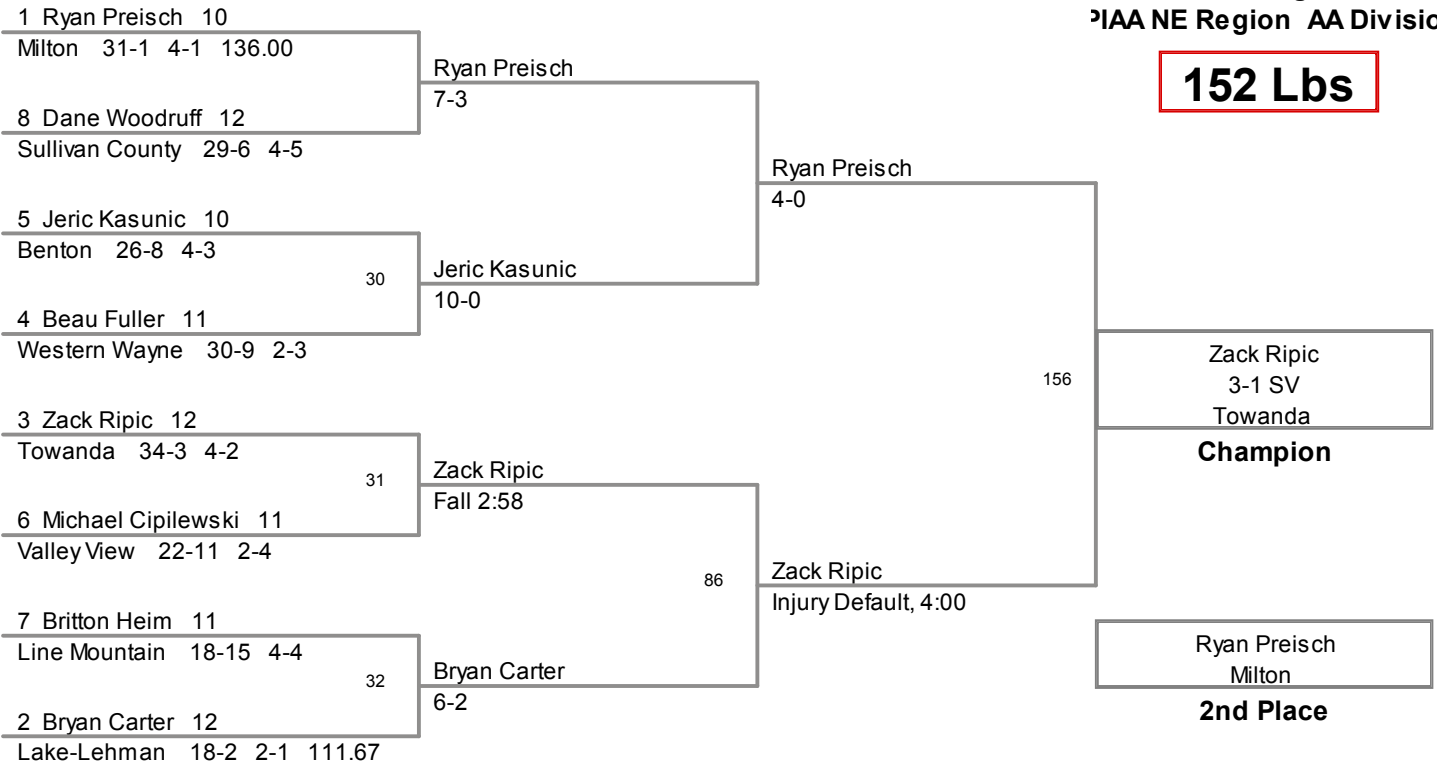 1 Ryan Preisch 10
Milton 31-1 4-1 136.00
8 Dane Woodruff 12
Sullivan County 29-6 4-5
5 Jeric Kasunic 10
Benton 26-8 4-3
30
4 Beau Fuller 11
Western Wayne 30-9 2-3
3 Zack Ripic 12
Towanda 34-3 4-2
31
6 Michael Cipilewski 11
Valley View 22-11 2-4
7 Britton Heim 11
Line Mountain 18-15 4-4
32
2 Bryan Carter 12
Lake-Lehman 18-2 2-1 111.67
Ryan Preisch
7-3
Jeric Kasunic
10-0
Zack Ripic
Fall 2:58
86
Bryan Carter
6-2
Ryan Preisch
4-0
156
Zack Ripic
Injury Default, 4:00
PIAA NE Region AA Divisio
152 Lbs
Zack Ripic
3-1 SV
Towanda
Champion
Ryan Preisch
Milton
2nd Place